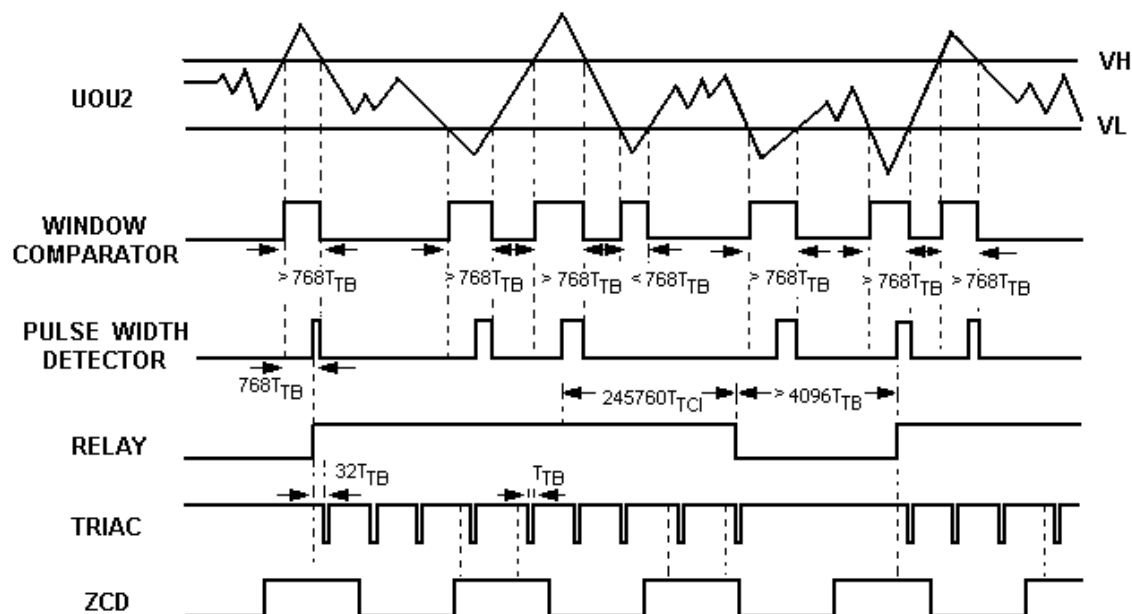 VH
UOU2
VL
WINDOW
COMPARATOR
> 768TTB > 768TTB > 768TTB < 768TTB > 768TTB > 768TTB > 768TTB
PULSE WIDTH
DETECTOR
768TTB
245760TTCI > 4096TTB
RELAY
32TTB TTB
TRIAC
ZCD